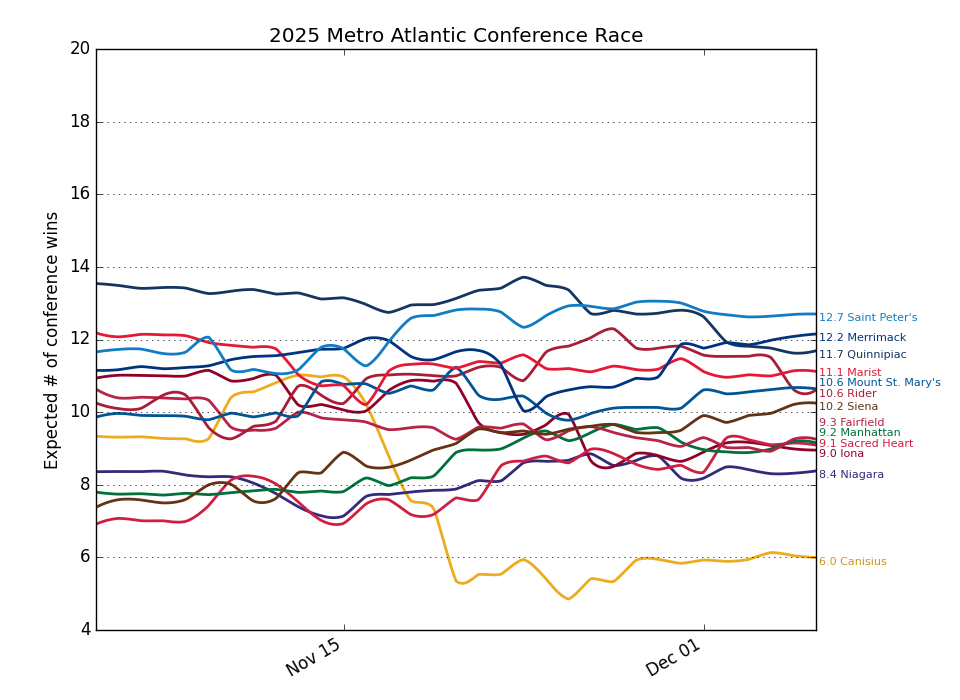 2025 Metro Atlantic Conference Race
Expected # of conference wins
20
18
16
14
12
10
8
6
4
Nov 15
Dec 01
12.7 Saint Peter's
12.2 Merrimack
11.7 Quinnipiac
11.1 Marist
10.6 Mount St. Mary's
10.6 Rider
10.2 Siena
9.3 Fairfield
9.2 Manhattan
9.1 Sacred Heart
9.0 Iona
8.4 Niagara
6.0 Canisius